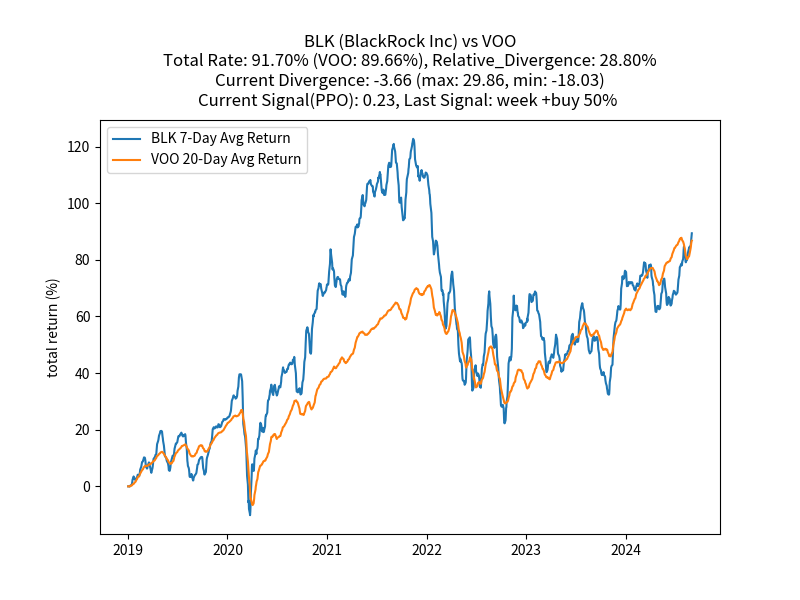 BLK (BlackRock Inc) vs VOO
Total Rate: 91.70% (VOO: 89.66%), Relative_Divergence: 28.80%
Current Divergence: -3.66 (max: 29.86, min: -18.03)
Current Signal(PPO): 0.23, Last Signal: week +buy 50%
BLK 7-Day Avg Return
VOO 20-Day Avg Return
total return (%)
120
100
80
60
40
20
0
2019 2020 2021 2022 2023 2024